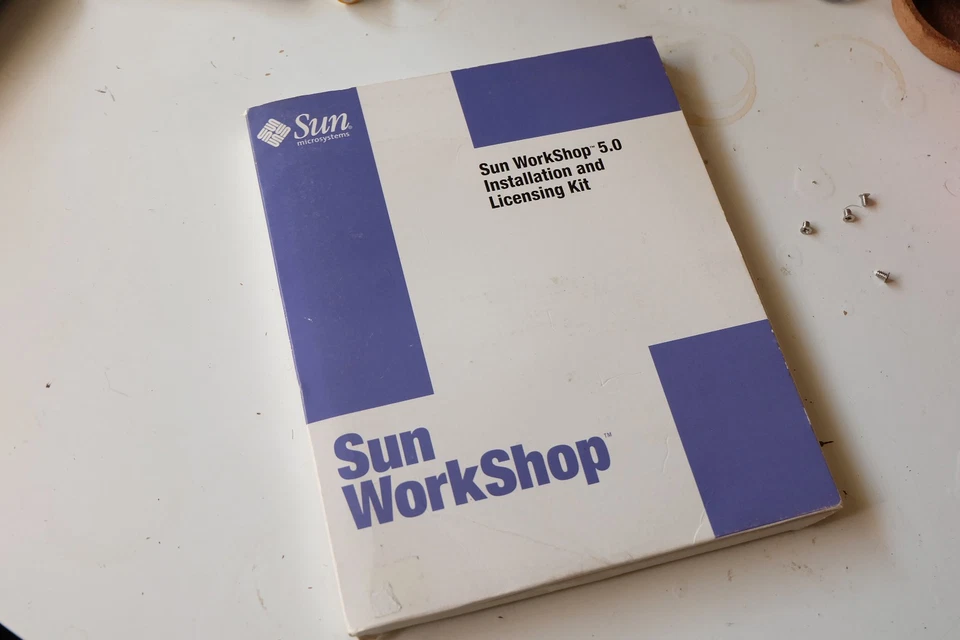 Sun®
microsystems
Sun WorkShop™ 5.0
Installation and
Licensing Kit
Sun
WorkShop™